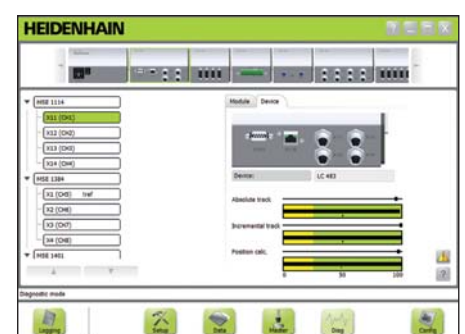 HEIDENHAIN
MSE 1114
X11 (CH1)
X12 (CH2)
X13 (CH3)
X14 (CH4)
MSE 1384
X1 (CH5) tref
X2 (CH6)
X3 (CH7)
X4 (CH8)
MSE 1401
Module
Device
Device:
LC 483
Absolute track
Incremental track
Position calc.
0 50 100
Diagnostic mode
Logging
Setup
Data
Master
Diag
Config